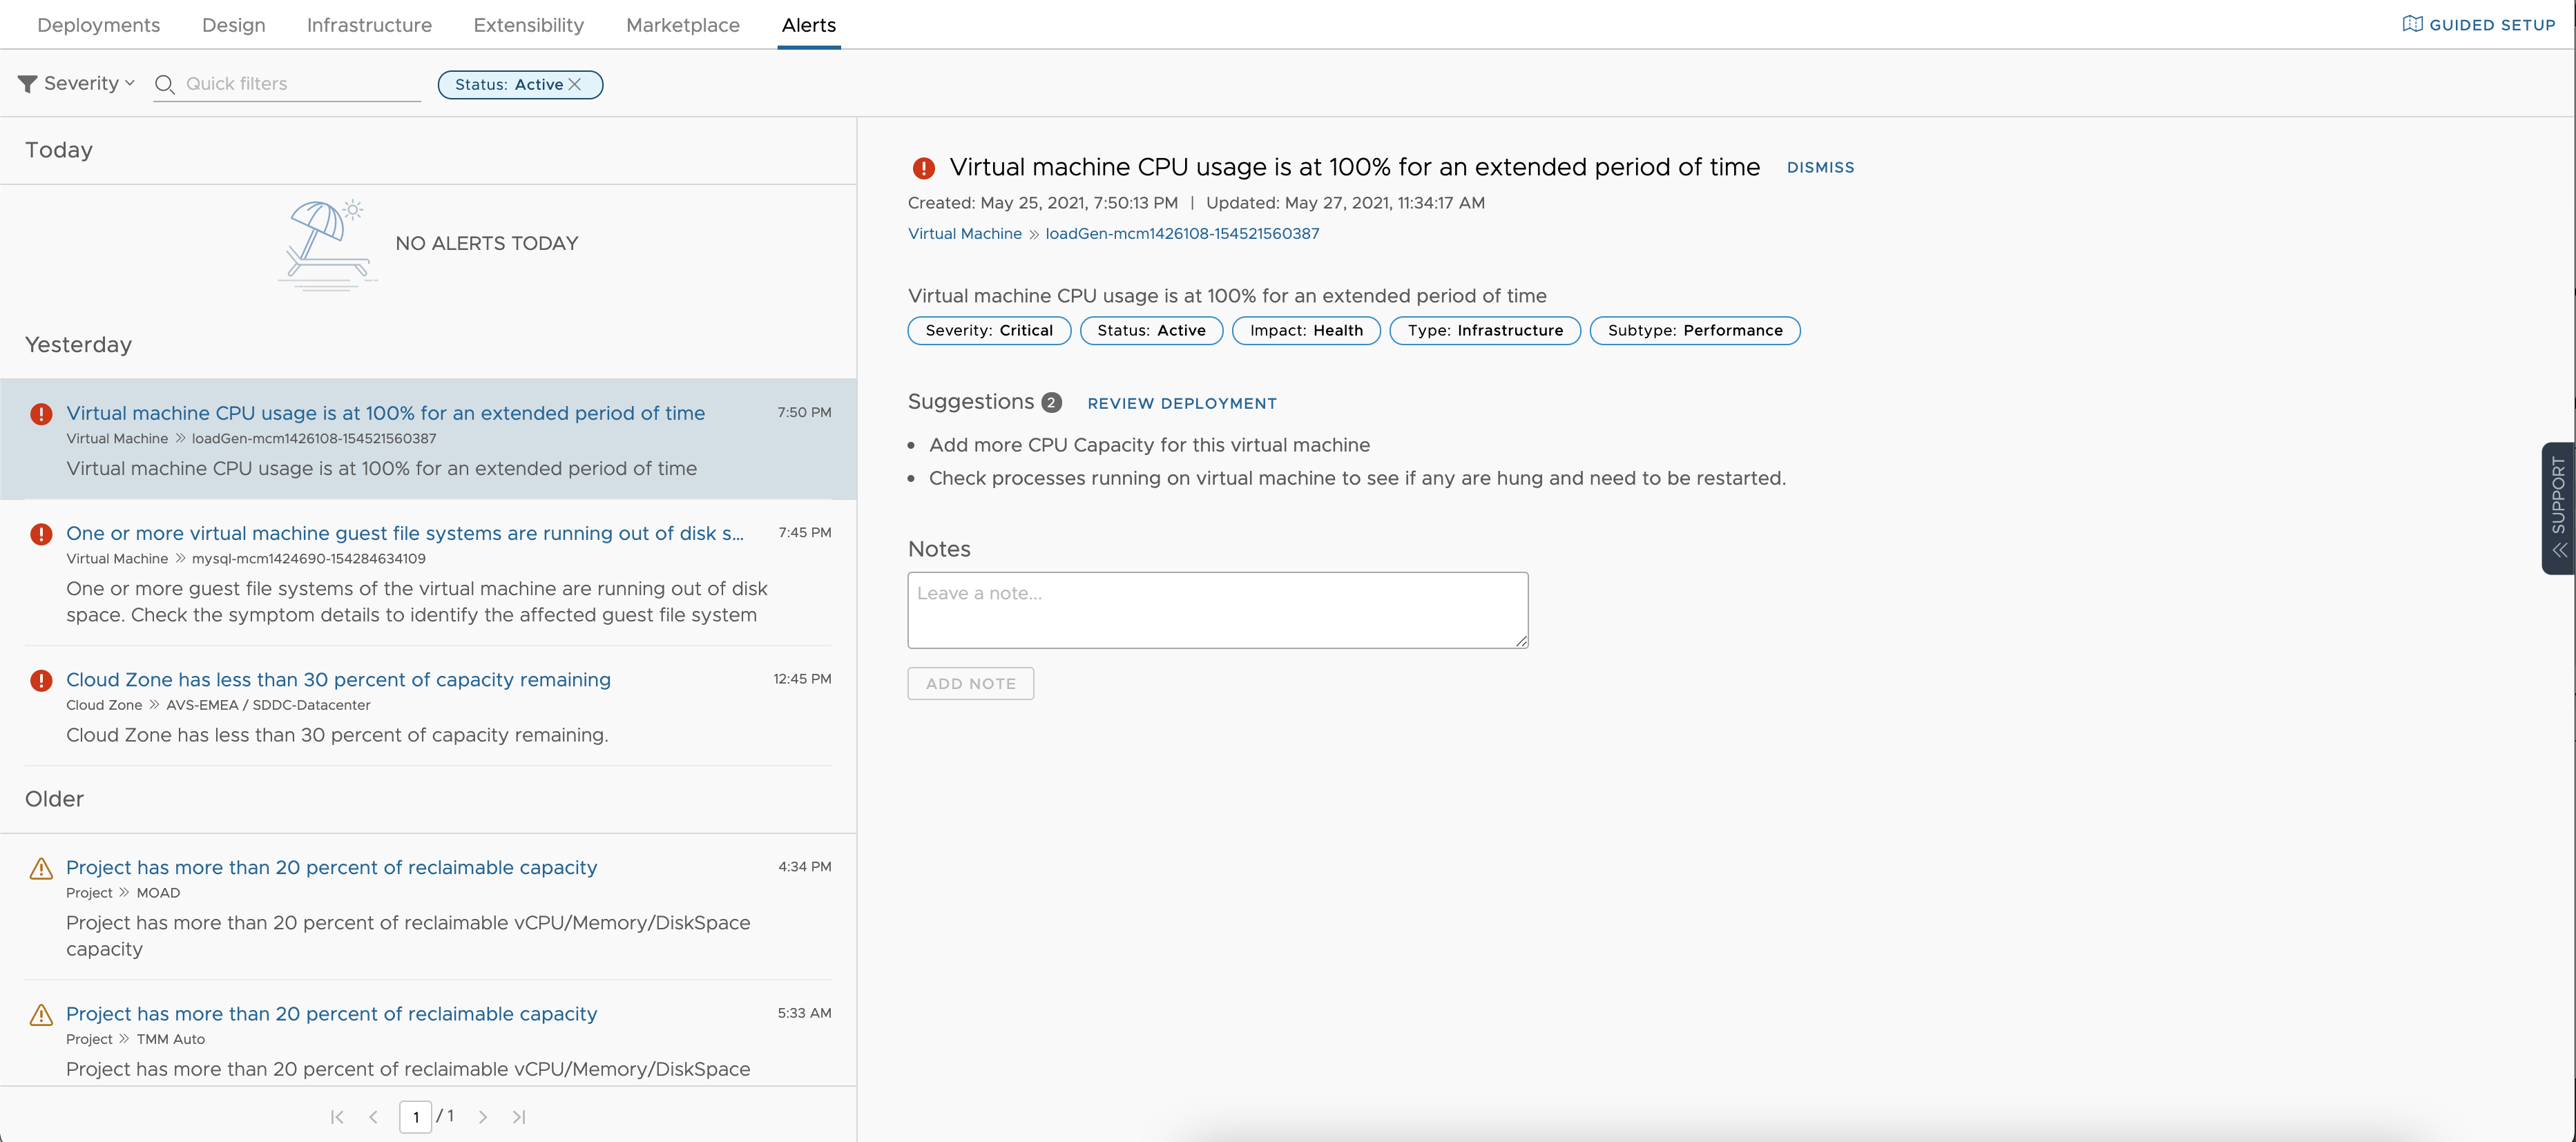 Deployments Design Infrastructure Extensibility Marketplace Alerts GUIDED SETUP
Severity Quick filters Status: Active
Today
NO ALERTS TODAY
Yesterday
Virtual machine CPU usage is at 100% for an extended period of time 7:50 PM
Virtual Machine » loadGen-mcm1426108-154521560387
Virtual machine CPU usage is at 100% for an extended period of time
One or more virtual machine guest file systems are running out of disk s... 7:45 PM
Virtual Machine » mysql-mcm1424690-154284634109
One or more guest file systems of the virtual machine are running out of disk
space. Check the symptom details to identify the affected guest file system
Cloud Zone has less than 30 percent of capacity remaining 12:45 PM
Cloud Zone » AVS-EMEA / SDDC-Datacenter
Cloud Zone has less than 30 percent of capacity remaining.
Older
Project has more than 20 percent of reclaimable capacity 4:34 PM
Project » MOAD
Project has more than 20 percent of reclaimable vCPU/Memory/DiskSpace
capacity
Project has more than 20 percent of reclaimable capacity 5:33 AM
Project » TMM Auto
Project has more than 20 percent of reclaimable vCPU/Memory/DiskSpace
1 / 1
Virtual machine CPU usage is at 100% for an extended period of time DISMISS
Created: May 25, 2021, 7:50:13 PM | Updated: May 27, 2021, 11:34:17 AM
Virtual Machine » loadGen-mcm1426108-154521560387
Virtual machine CPU usage is at 100% for an extended period of time
Severity: Critical Status: Active Impact: Health Type: Infrastructure Subtype: Performance
Suggestions 2 REVIEW DEPLOYMENT
• Add more CPU Capacity for this virtual machine
• Check processes running on virtual machine to see if any are hung and need to be restarted.
Notes
Leave a note...
ADD NOTE
SUPPORT